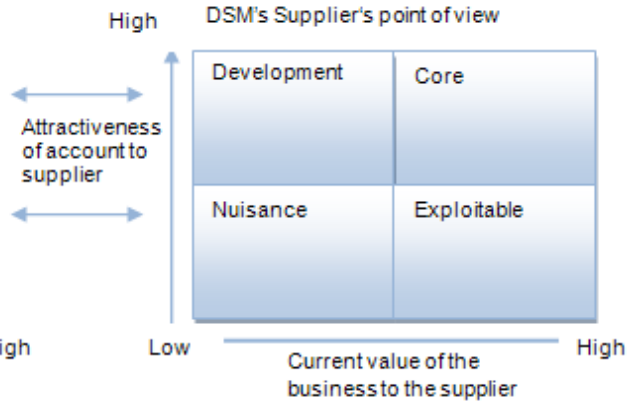 High
DSM's Supplier's point of view
Development
Core
Attractiveness
of account to
supplier
Nuisance
Exploitable
igh
Low
High
Current value of the
business to the supplier